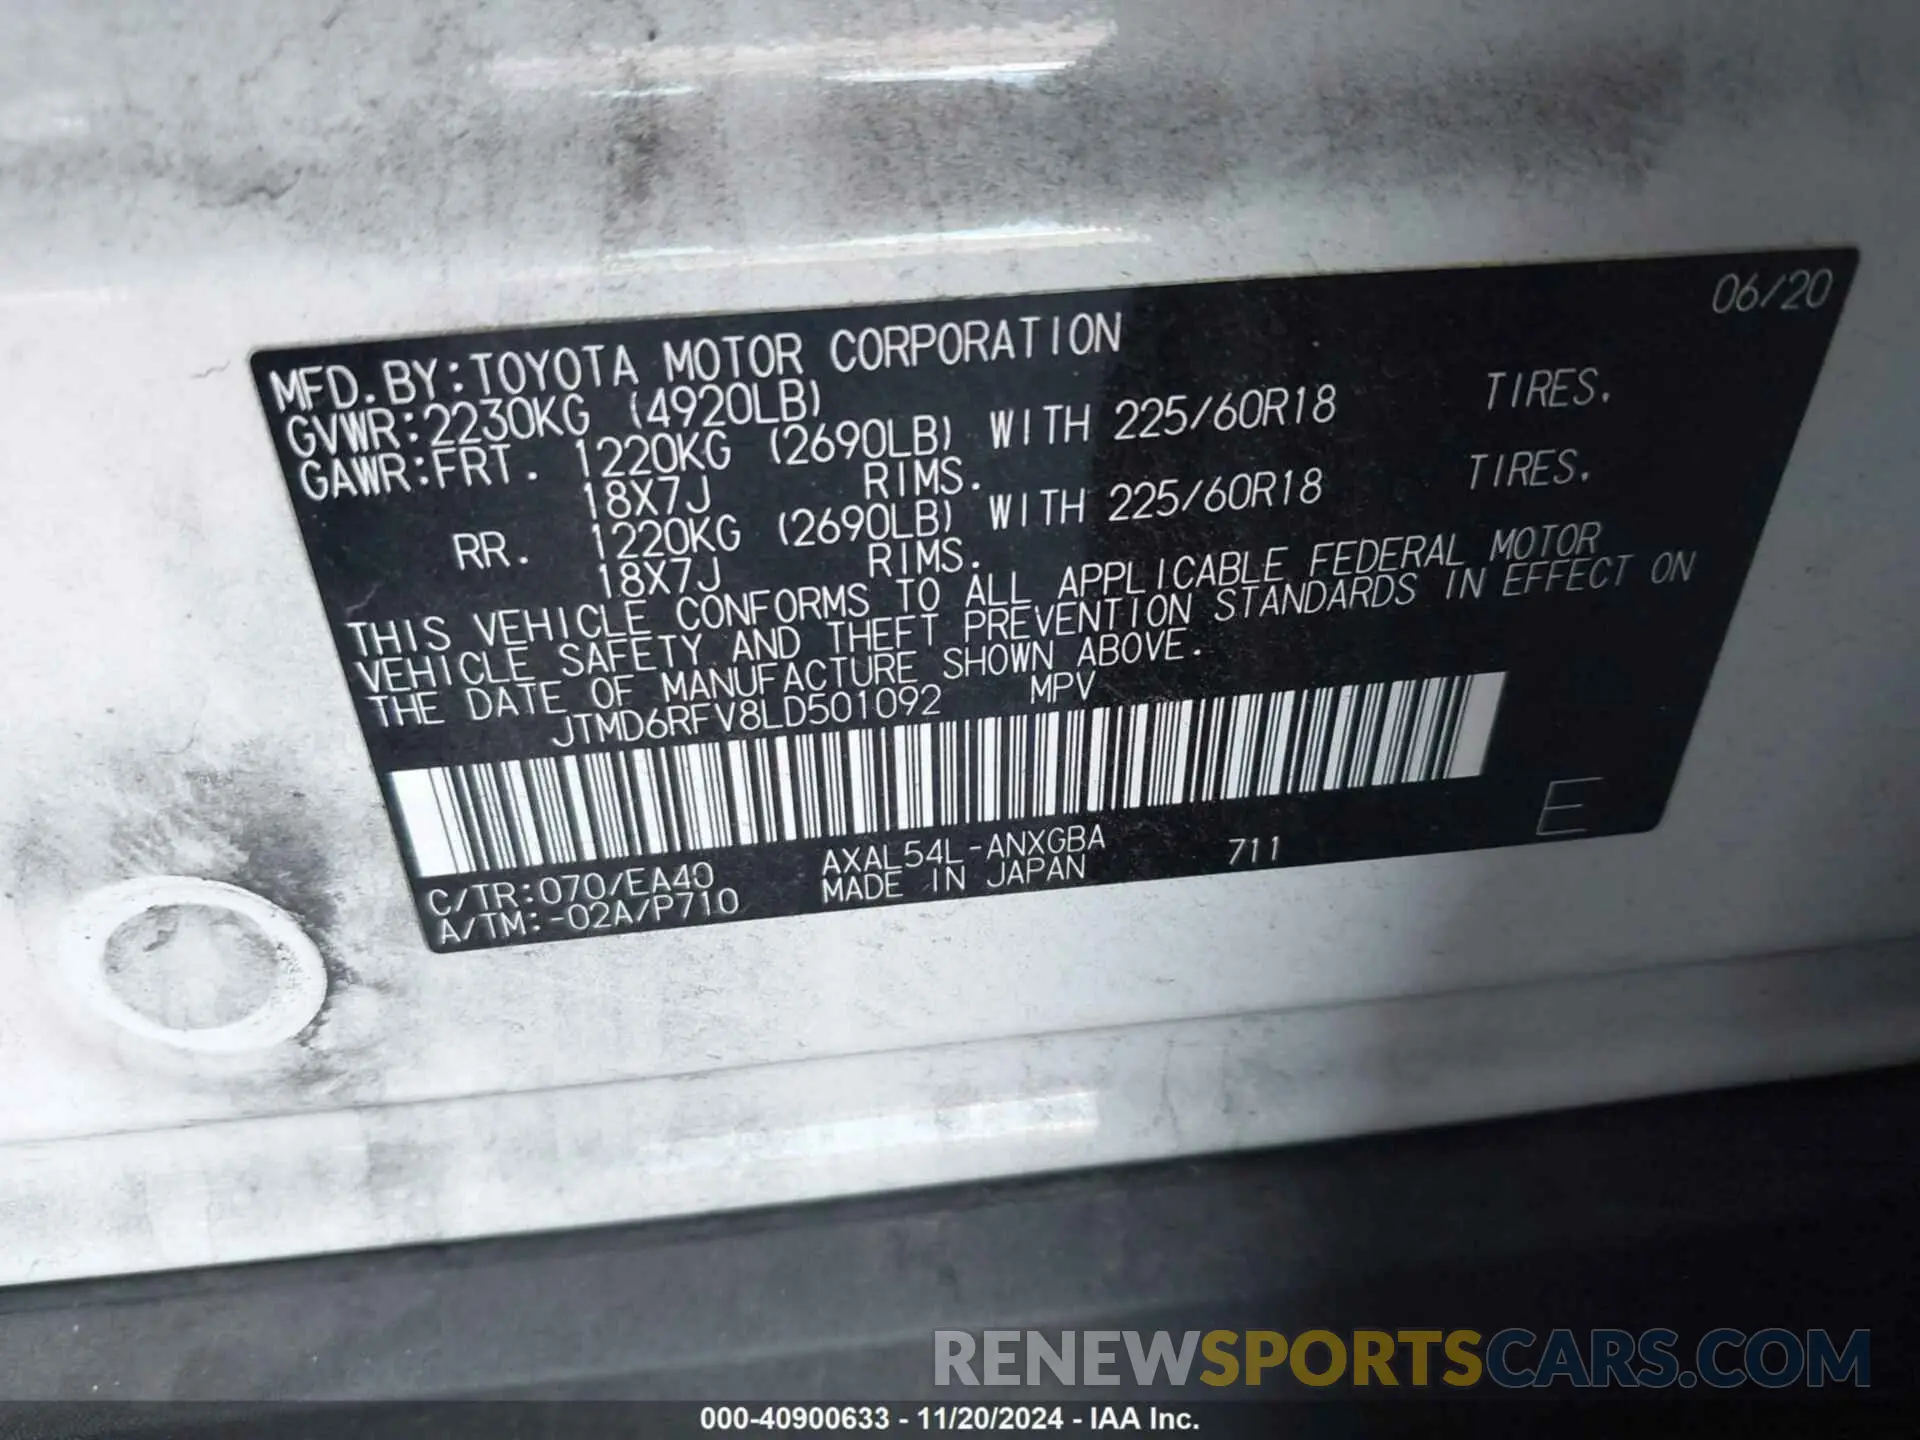 06/20
MFD.BY:TOYOTA MOTOR CORPORATION
GVWR:2230KG (4920LB)
GAWR:FRT. 1220KG (2690LB) WITH 225/60R18 TIRES.
18X7J RIMS.
RR. 1220KG (2690LB) WITH 225/60R18 TIRES.
18X7J RIMS.
THIS VEHICLE CONFORMS TO ALL APPLICABLE FEDERAL MOTOR
VEHICLE SAFETY AND THEFT PREVENTION STANDARDS IN EFFECT ON
THE DATE OF MANUFACTURE SHOWN ABOVE.
JTMD6RFV8LD501092 MPV
E
C/TR:070/EA40 AXAL54L-ANXGBA 711
A/TM:-02A/P710 MADE IN JAPAN
RENEWSPORTSCARS.COM
000-40900633 - 11/20/2024 - IAA Inc.